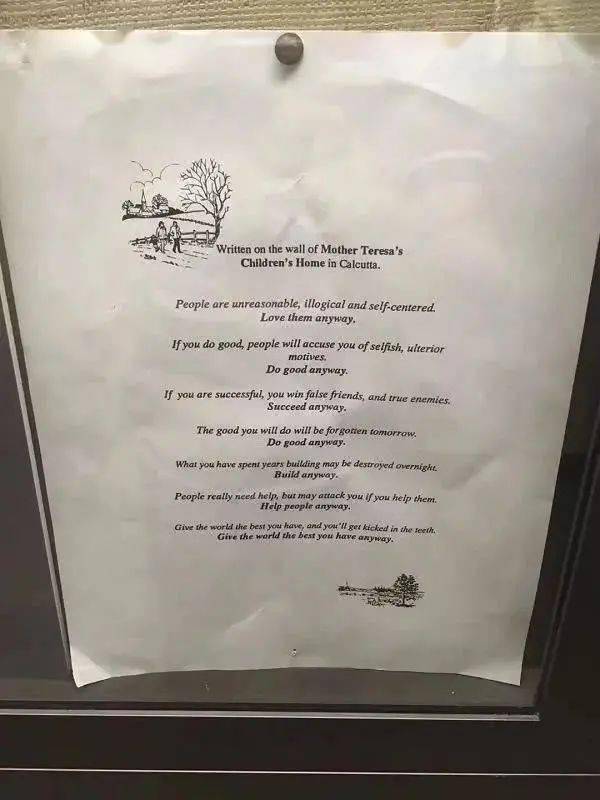 Written on the wall of Mother Teresa's
Children's Home in Calcutta.
People are unreasonable, illogical and self-centered.
Love them anyway.
If you do good, people will accuse you of selfish, ulterior
motives.
Do good anyway.
If you are successful, you win false friends, and true enemies.
Succeed anyway.
The good you will do will be forgotten tomorrow.
Do good anyway.
What you have spent years building may be destroyed overnight.
Build anyway.
People really need help, but may attack you if you help them.
Help people anyway.
Give the world the best you have, and you'll get kicked in the teeth.
Give the world the best you have anyway.